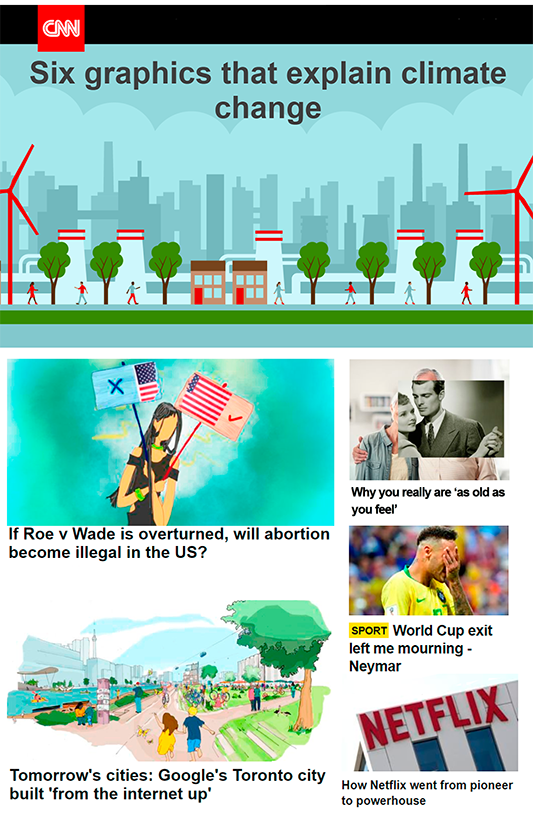 CNN
Six graphics that explain climate
change
If Roe v Wade is overturned, will abortion
become illegal in the US?
Why you really are 'as old as
you feel'
SPORT World Cup exit
left me mourning -
Neymar
Tomorrow's cities: Google's Toronto city
built 'from the internet up'
NETFLIX
How Netflix went from pioneer
to powerhouse